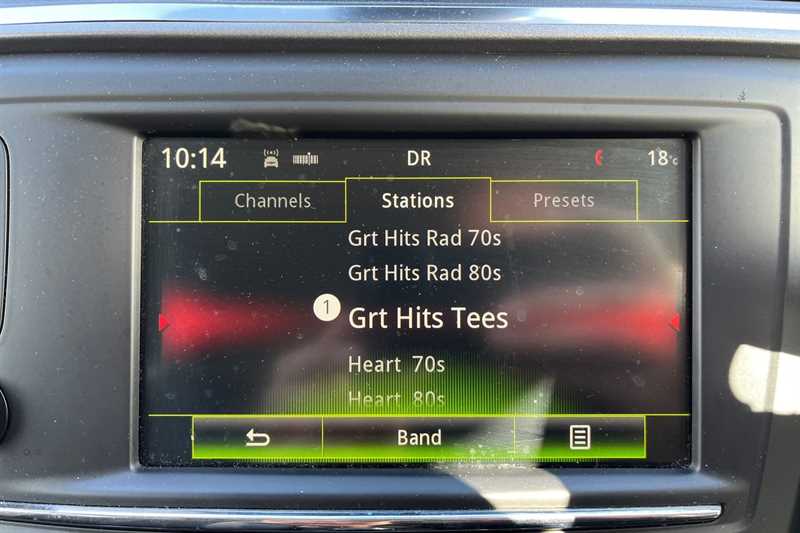 10:14 DR 18°c
Channels Stations Presets
Grt Hits Rad 70s
Grt Hits Rad 80s
1 Grt Hits Tees
Heart 70s
Heart 80s
Band